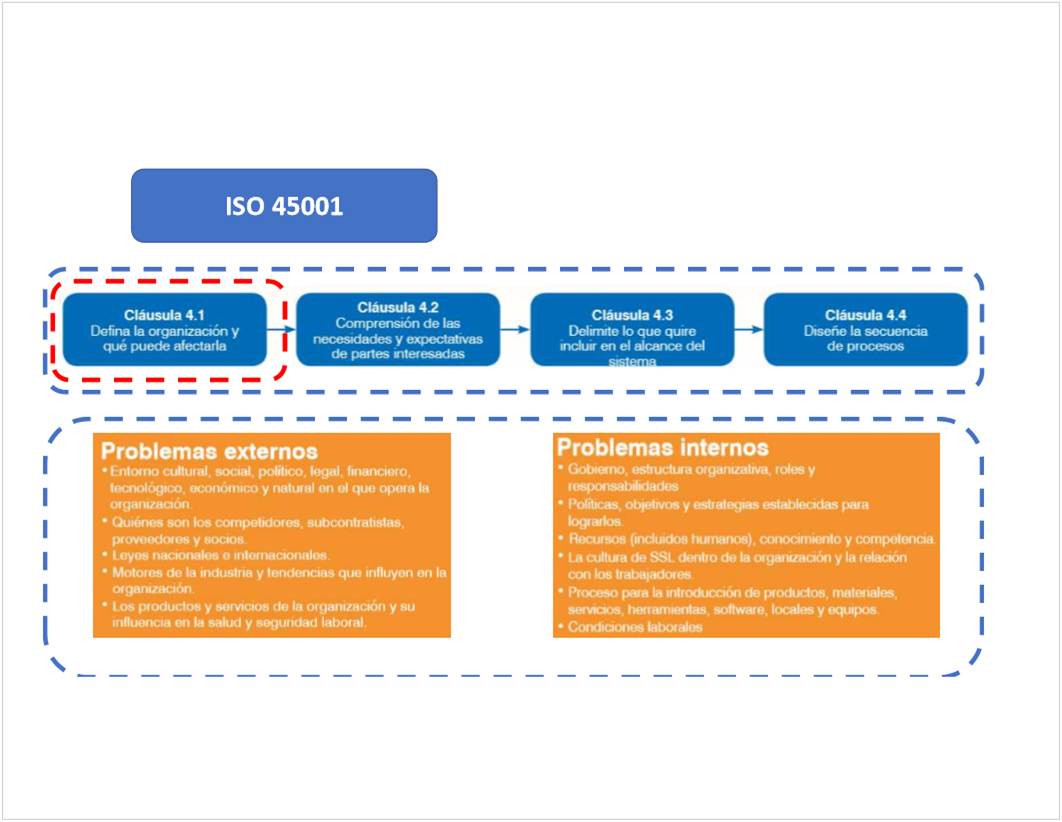 ISO 45001
Cláusula 4.1
Defina la organización y
qué puede afectarla
Cláusula 4.2
Comprensión de las
necesidades y expectativas
de partes interesadas
Cláusula 4.3
Delimite lo que quire
incluir en el alcance del
sistema
Cláusula 4.4
Diseñe la secuencia
de procesos
Problemas externos
• Entorno cultural, social, político, legal, financiero,
tecnológico, económico y natural en el que opera la
organización.
• Quiénes son los competidores, subcontratistas,
proveedores y socios.
• Leyes nacionales e internacionales.
• Motores de la industria y tendencias que influyen en la
organización.
• Los productos y servicios de la organización y su
influencia en la salud y seguridad laboral.
Problemas internos
• Gobierno, estructura organizativa, roles y
responsabilidades
• Políticas, objetivos y estrategias establecidas para
lograrlos.
• Recursos (incluidos humanos), conocimiento y competencia.
• La cultura de SSL dentro de la organización y la relación
con los trabajadores.
• Proceso para la introducción de productos, materiales,
servicios, herramientas, software, locales y equipos.
• Condiciones laborales